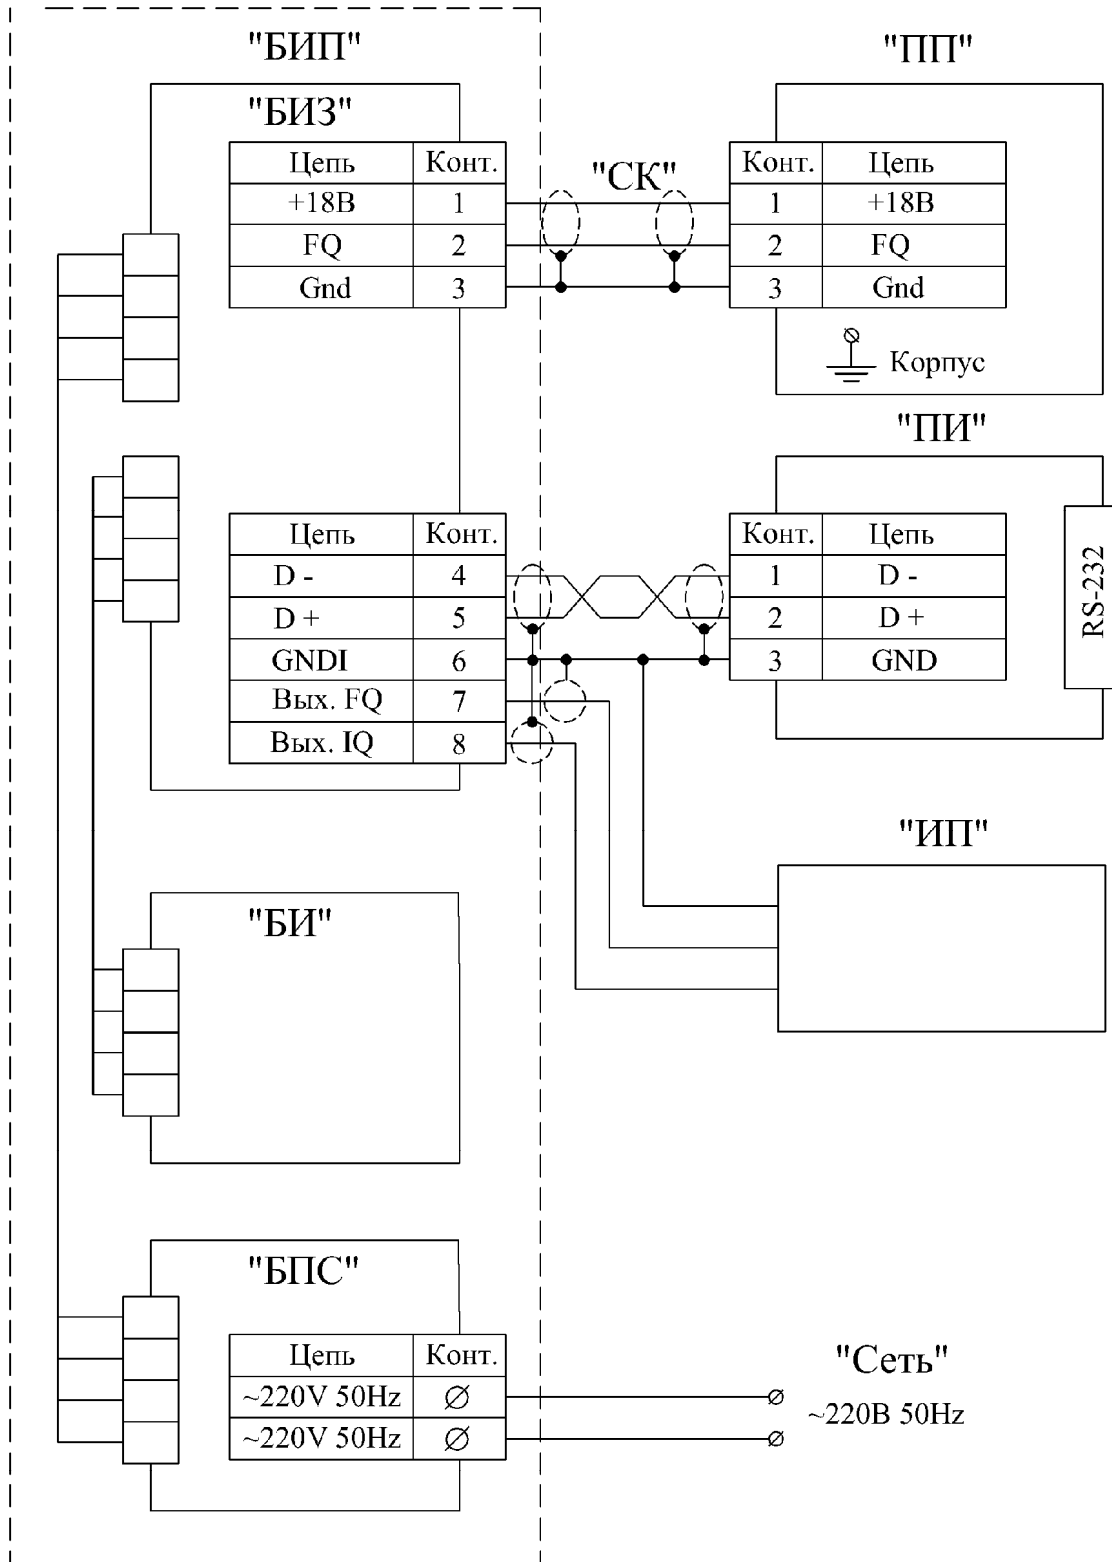 "БИП"
"ПП"
"БИЗ"
Цепь Конт.
+18В 1
FQ 2
Gnd 3
"СК"
Конт. Цепь
1 +18В
2 FQ
3 Gnd
Корпус
"ПИ"
Цепь Конт.
D - 4
D + 5
GNDI 6
Вых. FQ 7
Вых. IQ 8
Конт. Цепь
1 D -
2 D +
3 GND
RS-232
"ИП"
"БИ"
"БПС"
Цепь Конт.
~220V 50Hz
~220V 50Hz
"Сеть"
~220В 50Hz